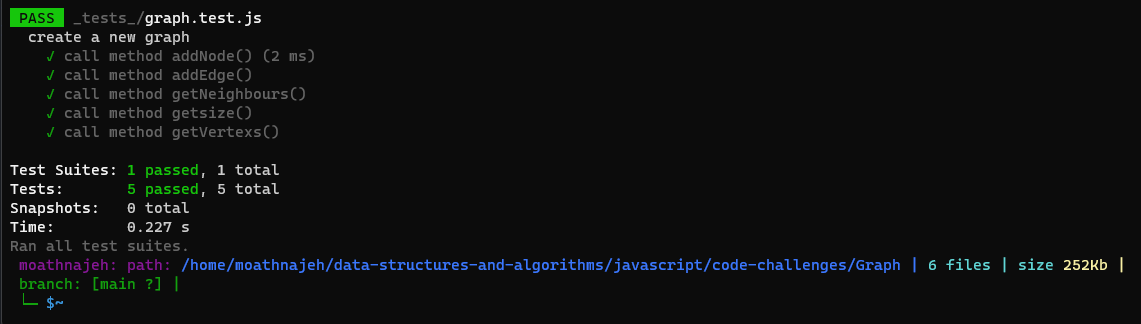 PASS _tests_/graph.test.js
create a new graph
✓ call method addNode() (2 ms)
✓ call method addEdge()
✓ call method getNeighbours()
✓ call method getsize()
✓ call method getVertexs()
Test Suites: 1 passed, 1 total
Tests: 5 passed, 5 total
Snapshots: 0 total
Time: 0.227 s
Ran all test suites.
moathnajeh: path: /home/moathnajeh/data-structures-and-algorithms/javascript/code-challenges/Graph | 6 files | size 252Kb |
branch: [main ?] |
└─ $~